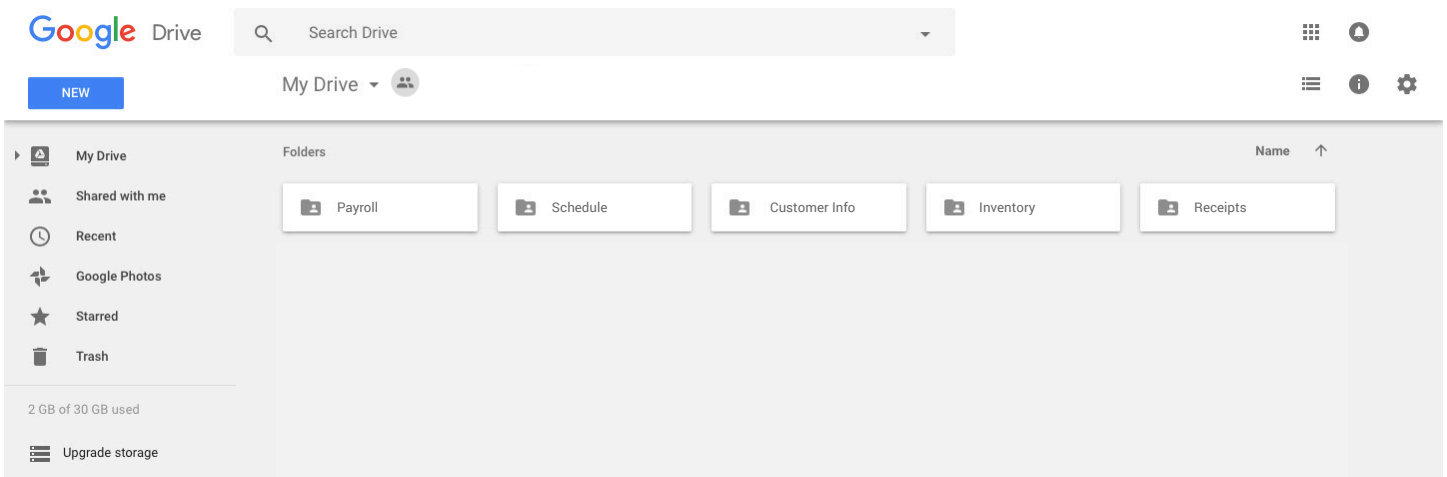 Google Drive
Search Drive
NEW
My Drive
My Drive
Shared with me
Recent
Google Photos
Starred
Trash
2 GB of 30 GB used
Upgrade storage
Folders
Name
Payroll
Schedule
Customer Info
Inventory
Receipts